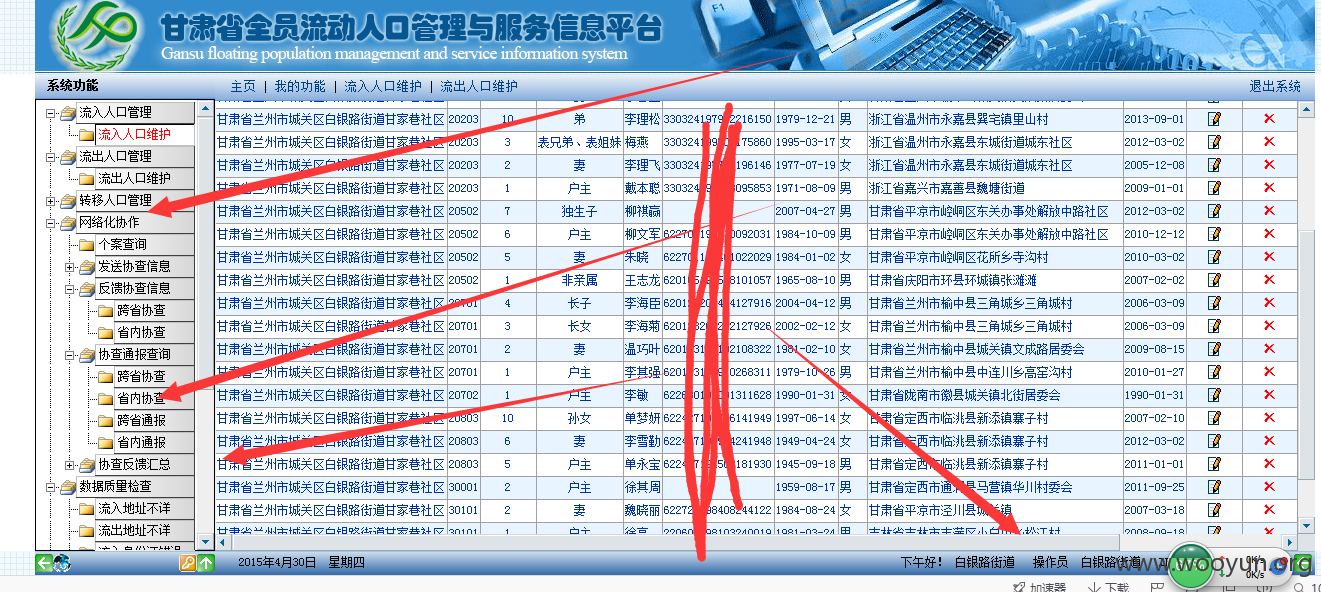 甘肃省全员流动人口管理与服务信息平台
Gansu floating population management and service information system
系统功能
主页 | 我的功能 | 流入人口维护 | 流出人口维护
退出系统
流入人口管理
流入人口维护
流出人口管理
流出人口维护
转移人口管理
网络化协作
个案查询
发送协查信息
反馈协查信息
跨省协查
省内协查
协查通报查询
跨省协查
省内协查
跨省通报
省内通报
协查反馈汇总
数据质量检查
流入地址不详
流出地址不详
甘肃省兰州市城关区白银路街道甘家巷社区 20203 10 弟 李理松 1979-12-21 男 浙江省温州市永嘉县巽宅镇里山村 2013-09-01
甘肃省兰州市城关区白银路街道甘家巷社区 20203 3 表兄弟、表姐妹 梅燕 1995-03-17 女 浙江省温州市永嘉县东城街道城东社区 2012-03-02
甘肃省兰州市城关区白银路街道甘家巷社区 20203 2 妻 李理飞 1977-07-19 女 浙江省温州市永嘉县东城街道城东社区 2005-12-08
甘肃省兰州市城关区白银路街道甘家巷社区 20203 1 户主 戴本聪 1971-08-09 男 浙江省嘉兴市嘉善县魏塘街道 2009-01-01
甘肃省兰州市城关区白银路街道甘家巷社区 20502 7 独生子 柳祺巍 2007-04-27 男 甘肃省平凉市崆峒区东关办事处解放中路社区 2012-03-02
甘肃省兰州市城关区白银路街道甘家巷社区 20502 6 户主 柳文军 1984-10-09 男 甘肃省平凉市崆峒区东关办事处解放中路社区 2010-12-12
甘肃省兰州市城关区白银路街道甘家巷社区 20502 5 妻 朱晓 1984-01-02 女 甘肃省平凉市崆峒区花所乡寺沟村 2010-03-02
甘肃省兰州市城关区白银路街道甘家巷社区 20502 1 非亲属 王志龙 1965-08-10 男 甘肃省庆阳市环县环城镇张滩滩 2007-02-02
甘肃省兰州市城关区白银路街道甘家巷社区 20701 4 长子 李海臣 2004-04-12 男 甘肃省兰州市榆中县三角城乡三角城村 2006-03-09
甘肃省兰州市城关区白银路街道甘家巷社区 20701 3 长女 李海菊 2002-02-12 女 甘肃省兰州市榆中县三角城乡三角城村 2006-03-09
甘肃省兰州市城关区白银路街道甘家巷社区 20701 2 妻 温巧叶 1981-02-10 女 甘肃省兰州市榆中县城关镇文成路居委会 2009-08-15
甘肃省兰州市城关区白银路街道甘家巷社区 20701 1 户主 李其强 1979-10-26 男 甘肃省兰州市榆中县中连川乡高窑沟村 2010-01-27
甘肃省兰州市城关区白银路街道甘家巷社区 20702 1 户主 李敏 1990-01-31 女 甘肃省陇南市徽县城关镇北街居委会 1990-01-31
甘肃省兰州市城关区白银路街道甘家巷社区 20803 10 孙女 单梦妍 1997-06-14 女 甘肃省定西市临洮县新添镇寨子村 2007-02-10
甘肃省兰州市城关区白银路街道甘家巷社区 20803 6 妻 李雪勤 1949-04-24 女 甘肃省定西市临洮县新添镇寨子村 2012-03-02
甘肃省兰州市城关区白银路街道甘家巷社区 20803 5 户主 单永宝 1945-09-18 男 甘肃省定西市临洮县新添镇寨子村 2011-01-01
甘肃省兰州市城关区白银路街道甘家巷社区 30001 2 户主 徐其周 1959-08-17 男 甘肃省定西市通渭县马营镇华川村委会 2011-09-25
甘肃省兰州市城关区白银路街道甘家巷社区 30101 2 妻 魏晓丽 1984-08-24 女 甘肃省平凉市泾川县城关镇 2007-03-18
2015年4月30日 星期四
下午好! 白银路街道 操作员 白银路街道
www.wooyun.org
0K/s
0K/s
加速器
下载